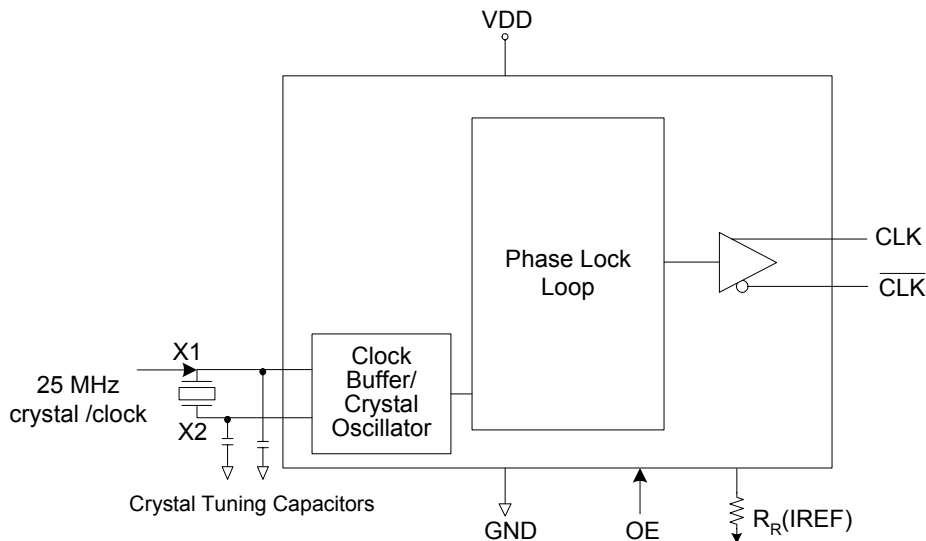 VDD
Phase Lock
Loop
CLK
CLK
X1
25 MHz
crystal /clock
X2
Clock
Buffer/
Crystal
Oscillator
Crystal Tuning Capacitors
GND
OE
RR(IREF)